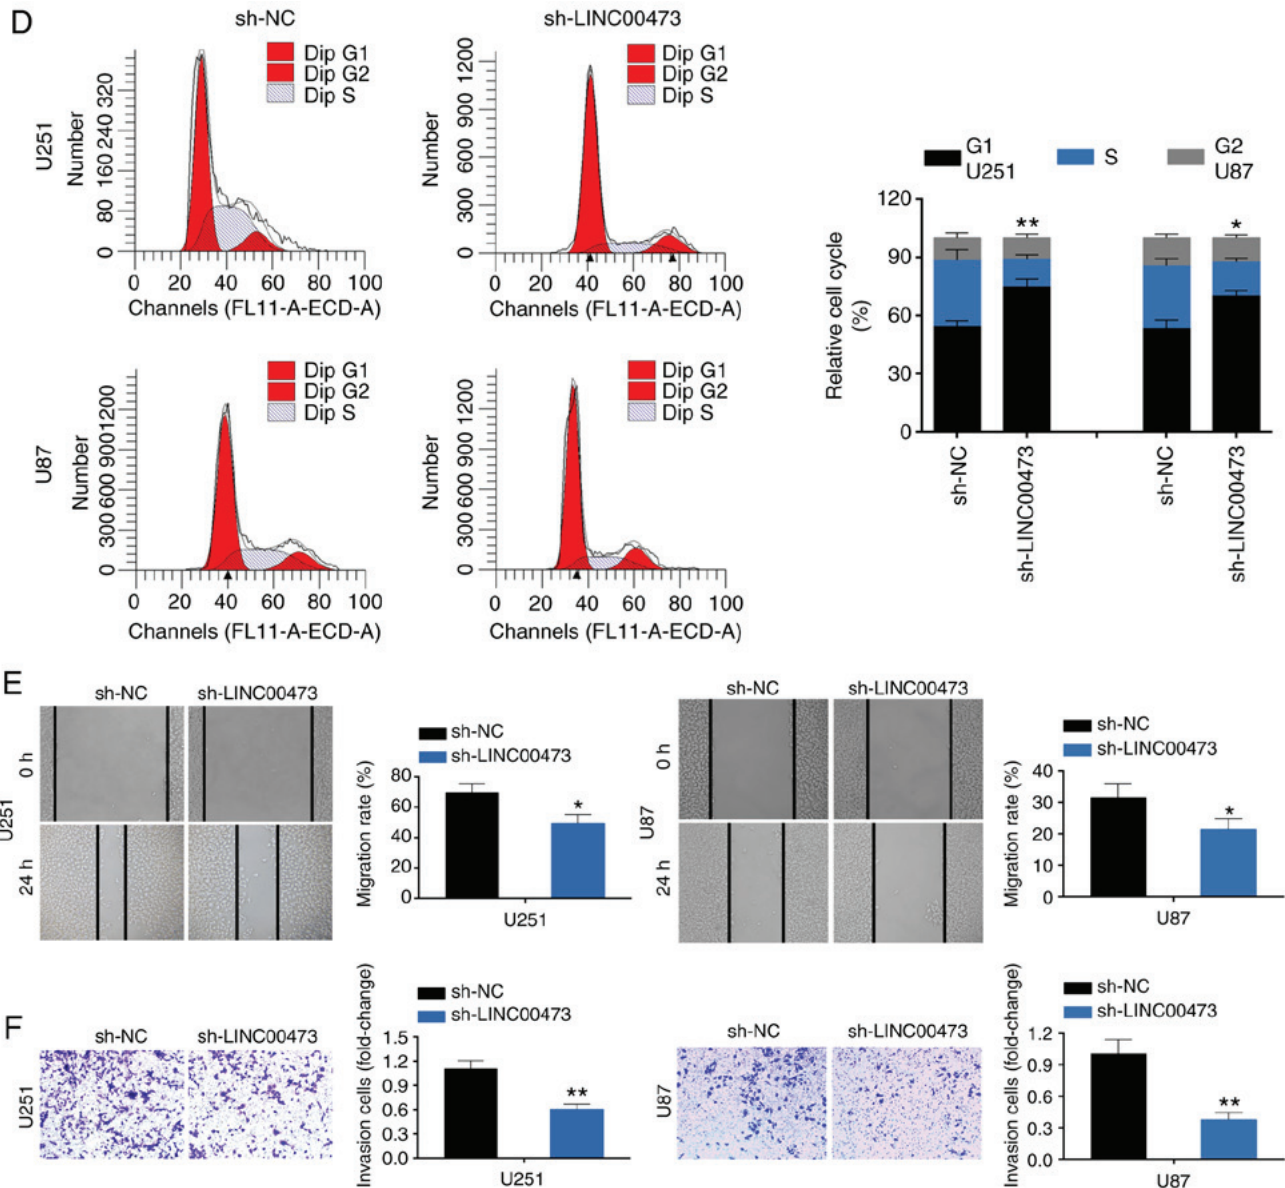 D
sh-NC
sh-LINC00473
U251
Number
320
240
160
80
0
Dip G1
Dip G2
Dip S
0 20 40 60 80 100
Channels (FL11-A-ECD-A)
Number
1200
900
600
300
0
Dip G1
Dip G2
Dip S
0 20 40 60 80 100
Channels (FL11-A-ECD-A)
U87
Number
1200
900
600
300
0
Dip G1
Dip G2
Dip S
0 20 40 60 80 100
Channels (FL11-A-ECD-A)
Number
1200
900
600
300
0
Dip G1
Dip G2
Dip S
0 20 40 60 80 100
Channels (FL11-A-ECD-A)
G1 S G2
U251 U87
Relative cell cycle
(%)
120
90
60
30
0
** *
sh-NC
sh-LINC00473
sh-NC
sh-LINC00473
E
sh-NC sh-LINC00473
U251
0 h
24 h
sh-NC
sh-LINC00473
Migration rate (%)
80
60
40
20
0
*
U251
sh-NC sh-LINC00473
U87
0 h
24 h
sh-NC
sh-LINC00473
Migration rate (%)
40
30
20
10
0
*
U87
F
sh-NC sh-LINC00473
U251
sh-NC
sh-LINC00473
Invasion cells (fold-change)
1.5
1.2
0.9
0.6
0.3
0.0
**
U251
sh-NC sh-LINC00473
U87
sh-NC
sh-LINC00473
Invasion cells (fold-change)
1.2
0.9
0.6
0.3
0.0
**
U87